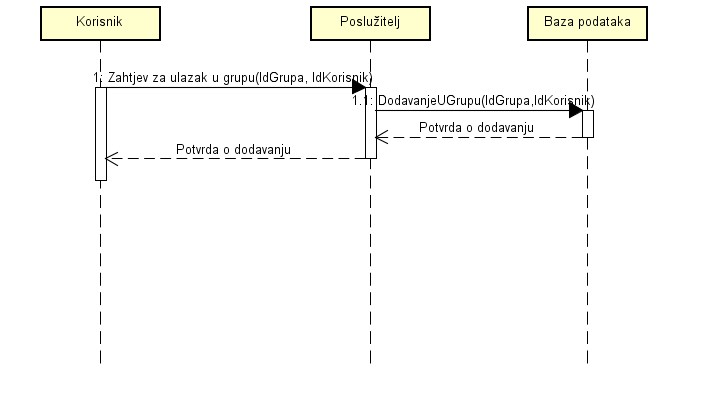 Korisnik
Poslužitelj
Baza podataka
1: Zahtjev za ulazak u grupu(IdGrupa, IdKorisnik)
1.1: DodavanjeUGrupu(IdGrupa,IdKorisnik)
Potvrda o dodavanju
Potvrda o dodavanju